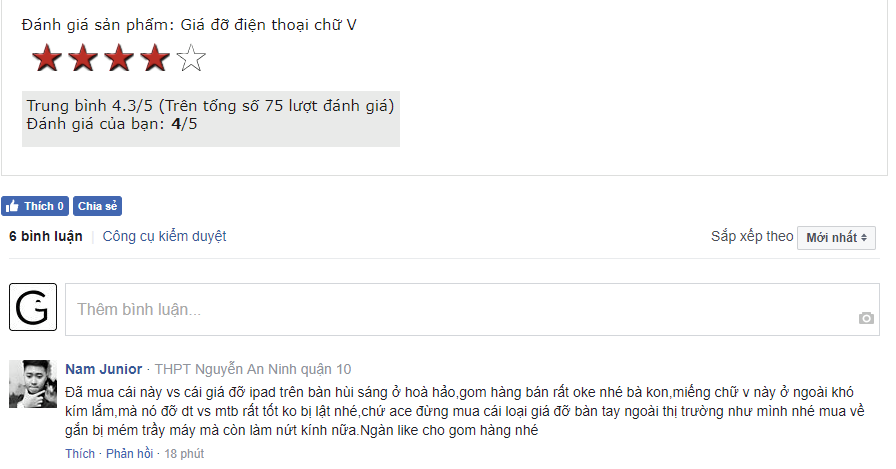 Đánh giá sản phẩm: Giá đỡ điện thoại chữ V
Trung bình 4.3/5 (Trên tổng số 75 lượt đánh giá)
Đánh giá của bạn: 4/5
Thích 0 Chia sẻ
6 bình luận Công cụ kiểm duyệt Sắp xếp theo Mới nhất
G
Thêm bình luận...
Nam Junior · THPT Nguyễn An Ninh quận 10
Đã mua cái này vs cái giá đỡ ipad trên bàn hùi sáng ở hoà hảo,gom hàng bán rất oke nhé bà kon,miếng chữ v này ở ngoài khó
kím lắm,mà nó đỡ dt vs mtb rất tốt ko bị lật nhé,chứ ace đừng mua cái loại giá đỡ bàn tay ngoài thị trường như mình nhé mua về
gắn bị mém trầy máy mà còn làm nứt kính nữa.Ngàn like cho gom hàng nhé
Thích · Phản hồi · 18 phút